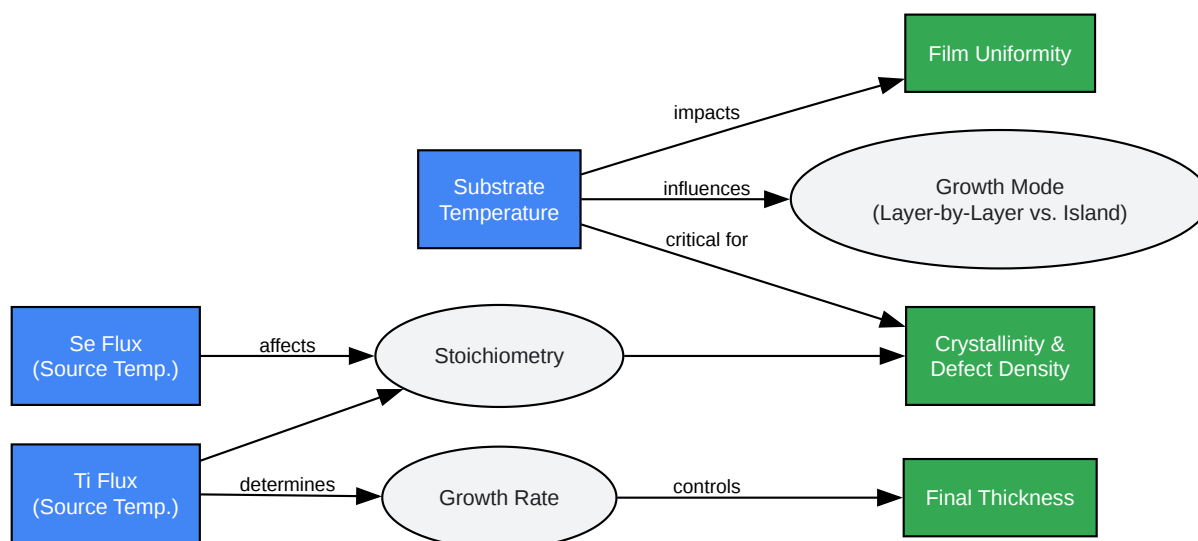 Film Uniformity
impacts
Substrate
Temperature
influences
Growth Mode
(Layer-by-Layer vs. Island)
critical for
Se Flux
(Source Temp.)
affects
Stoichiometry
Crystallinity &
Defect Density
Ti Flux
(Source Temp.)
determines
Growth Rate
controls
Final Thickness